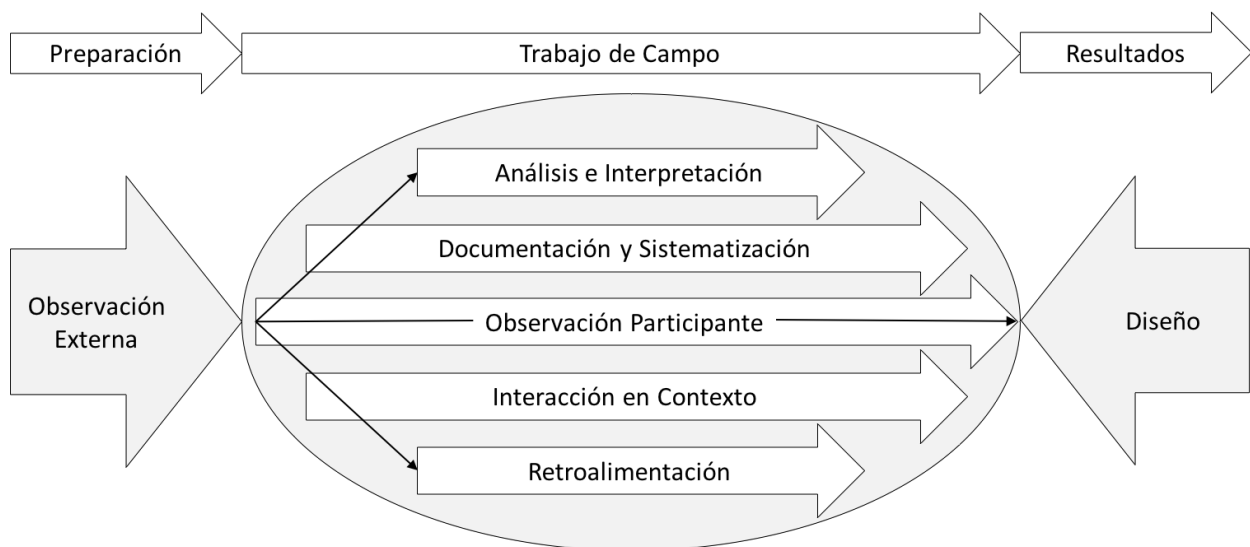 Preparación
Trabajo de Campo
Resultados
Análisis e Interpretación
Documentación y Sistematización
Observación
Externa
Observación Participante
Diseño
Interacción en Contexto
Retroalimentación